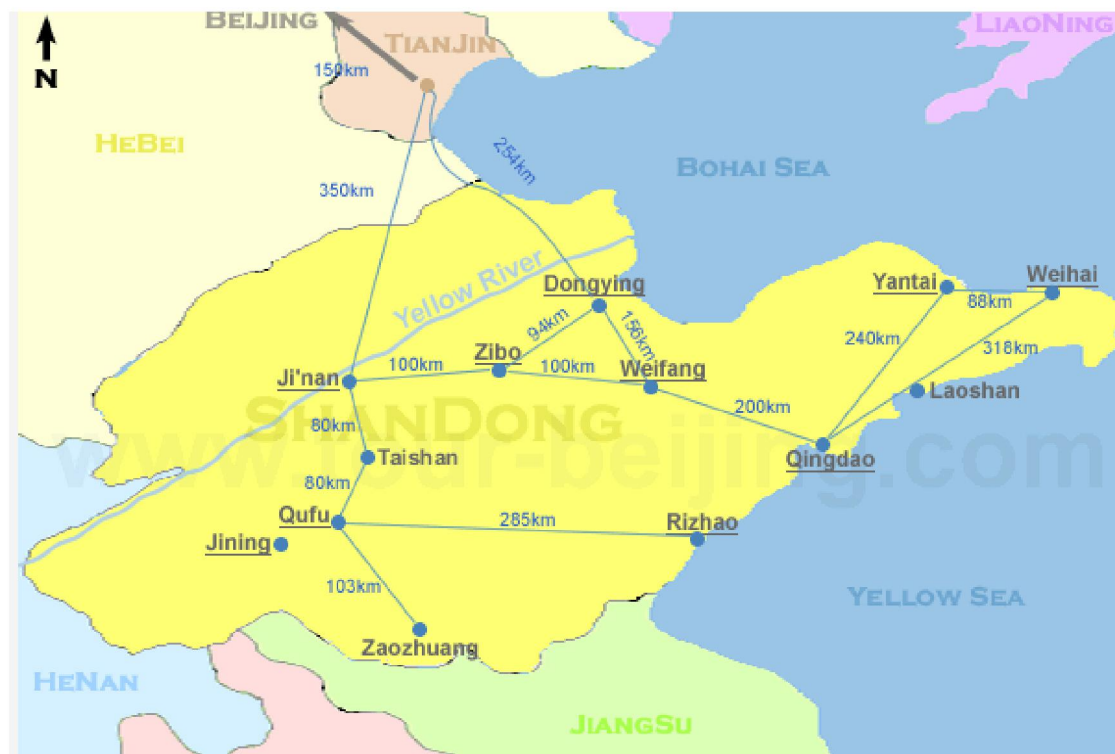 BEIJING
TIANJIN
LIAONING
N
150km
HEBEI
254km
BOHAI SEA
350km
Yellow River
Dongying
Yantai
Weihai
88km
94km
156km
240km
318km
Zibo
100km
100km
Weifang
Ji'nan
Laoshan
200km
SHANDONG
80km
www.tour-beijing.com
Taishan
Qingdao
80km
Qufu
285km
Rizhao
Jining
103km
YELLOW SEA
Zaozhuang
HENAN
JIANGSU